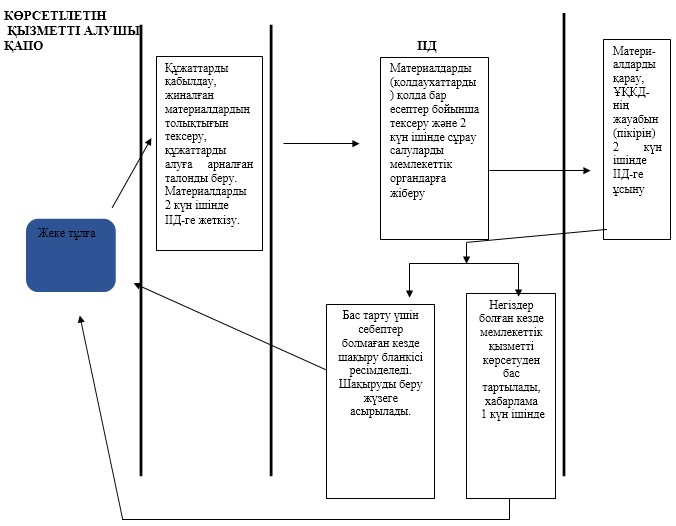 КӨРСЕТІЛЕТІН
ҚЫЗМЕТТІ АЛУШЫ
ҚАПО
ІІД
Құжаттарды
қабылдау,
жиналған
материалдардың
толықтығын
тексеру,
құжаттарды
алуға арналған
талонды беру.
Материалдарды
2 күн ішінде
ІІД-ге жеткізу.
Материалдарды
(қолдаухаттарды
) қолда бар
есептер бойынша
тексеру және 2
күн ішінде сұрау
салуларды
мемлекеттік
органдарға
жіберу
Матери-
алдарды
қарау,
ҰҚКД-
нің
жауабын
(пікірін)
2 күн
ішінде
ІІД-ге
ұсыну
Жеке тұлға
Бас тарту үшін
себептер
болмаған кезде
шақыру бланкісі
ресімделеді.
Шақыруды беру
жүзеге
асырылады.
Негіздер
болған кезде
мемлекеттік
қызметті
көрсетуден
бас
тартылады,
хабарлама
1 күн ішінде